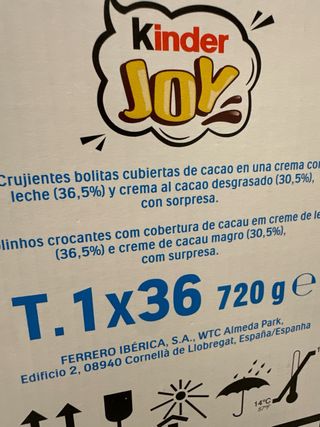 Kinder
JOY
Crujientes bolitas cubiertas de cacao en una crema con
leche (36,5%) y crema al cacao desgrasado (30,5%),
con sorpresa.
crocantes com cobertura de cacau em creme de
(36,5%) e creme de cacau magro (30,5%),
com surpresa.
T.1x36 720 g e
FERRERO IBÉRICA, S.A., WTC Almeda Park,
Edificio 2, 08940 Cornellà de Llobregat, España/Espanha
14°C
57°F